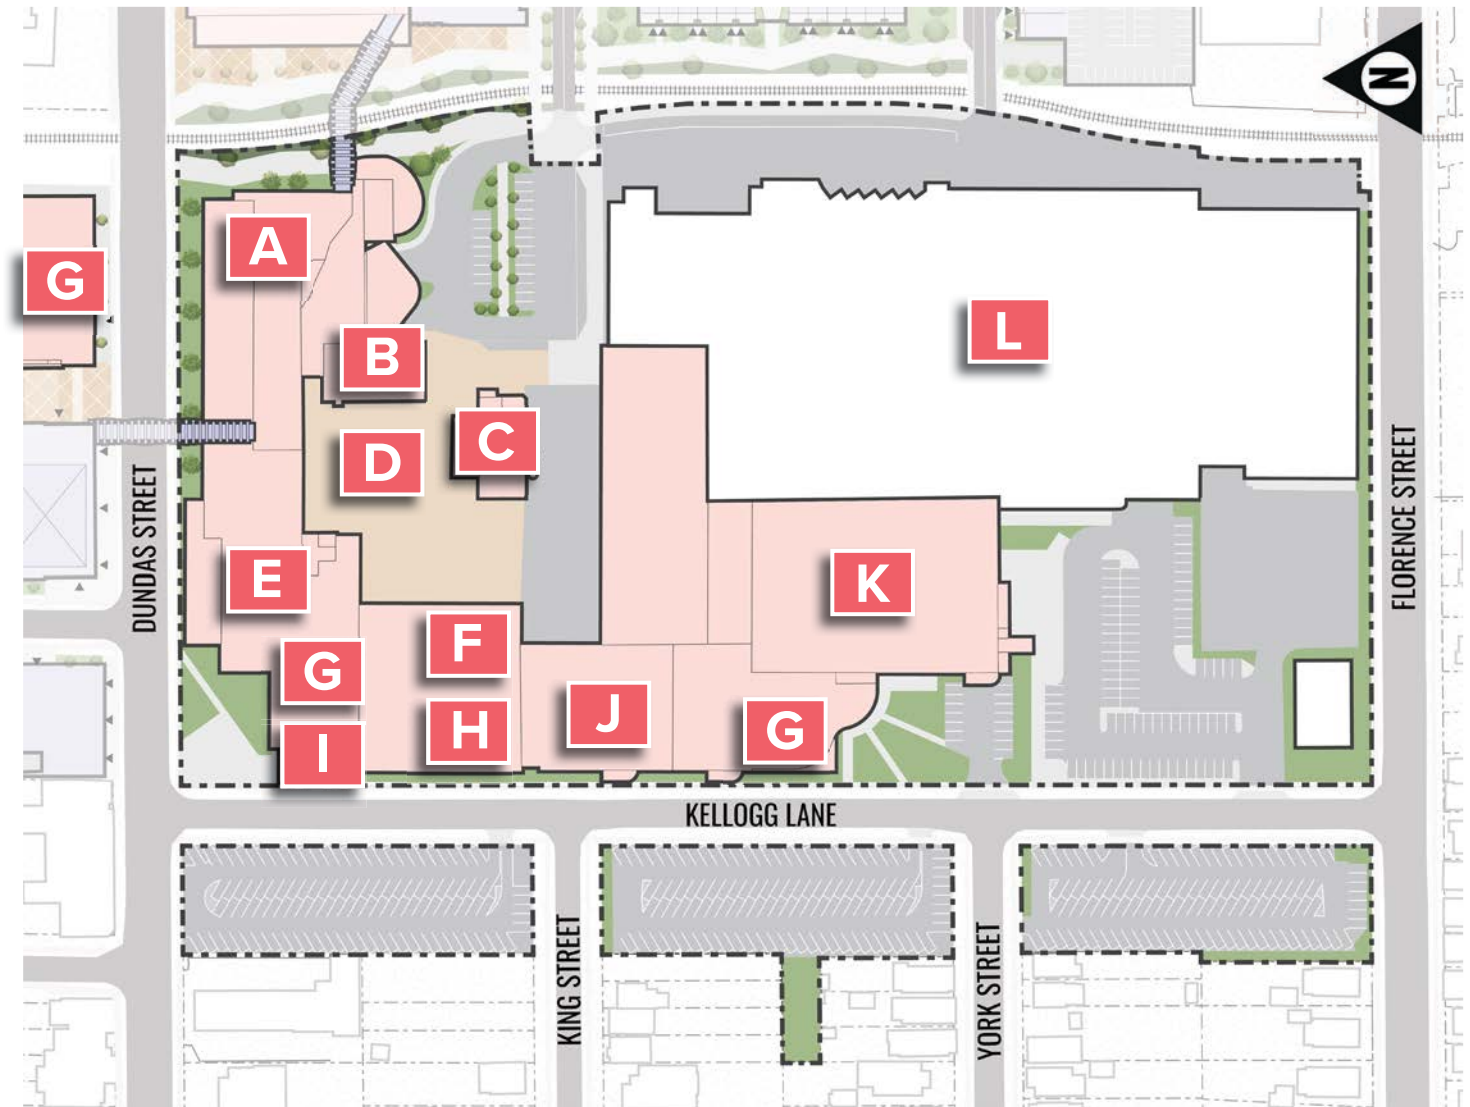 N
A
G
B
L
C
D
E
K
F
G
H
J
G
I
DUNDAS STREET
FLORENCE STREET
KELLOGG LANE
KING STREET
YORK STREET